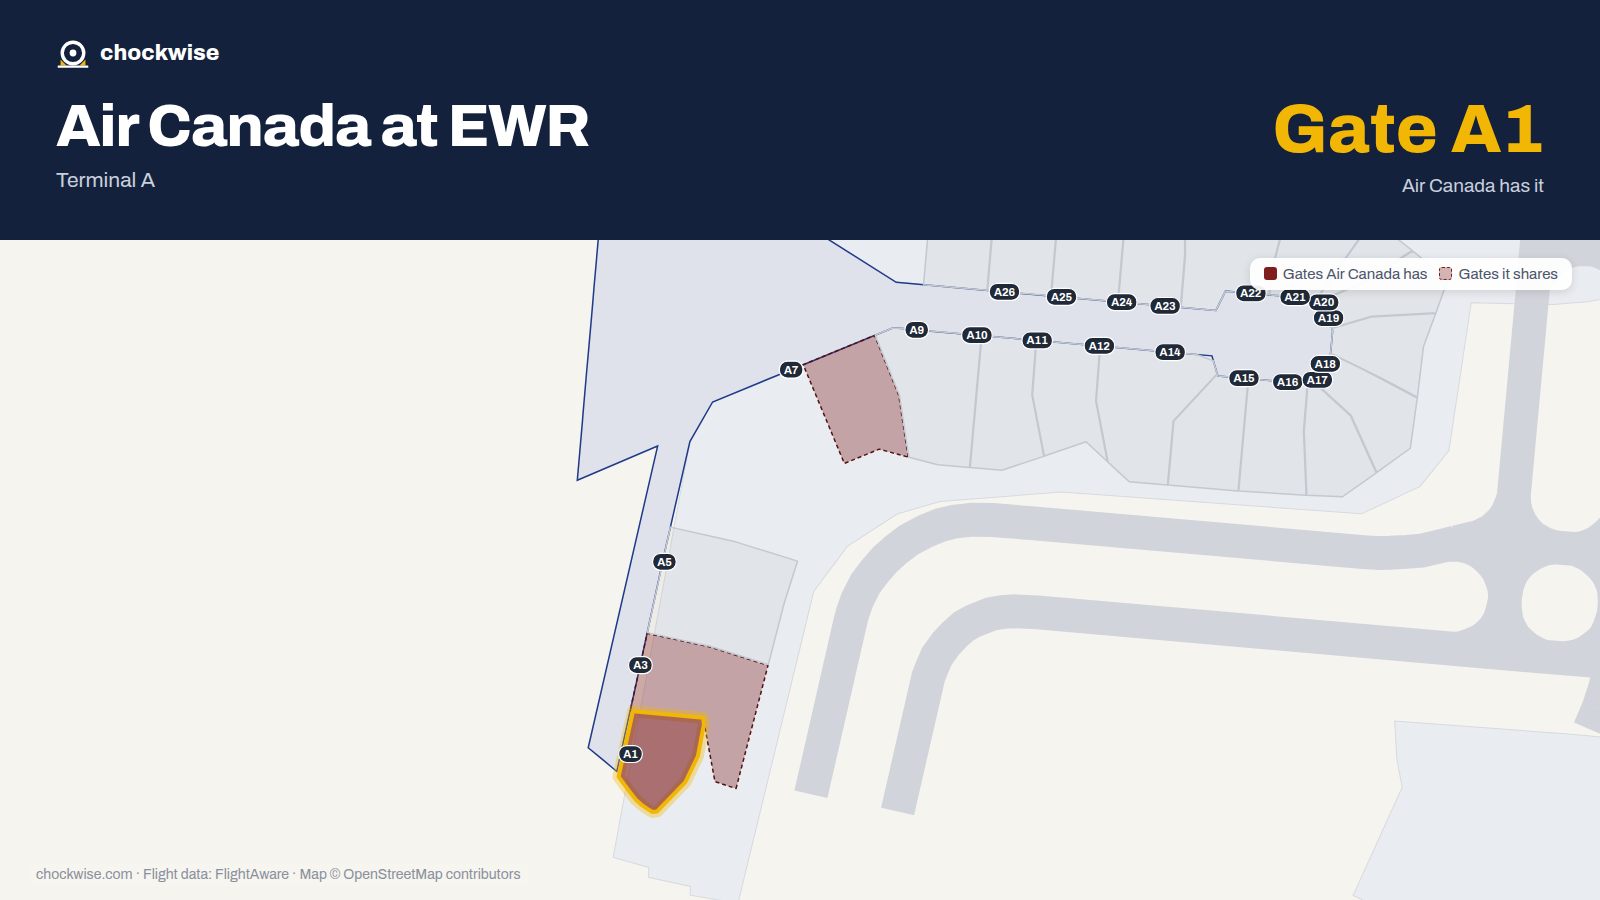 chockwise
Air Canada at EWR
Terminal A
Gate A1
Air Canada has it
Gates Air Canada has
Gates it shares
A26
A25
A24
A23
A22
A21
A20
A19
A9
A10
A11
A12
A14
A15
A16
A17
A18
A7
A5
A3
A1
chockwise.com · Flight data: FlightAware · Map © OpenStreetMap contributors